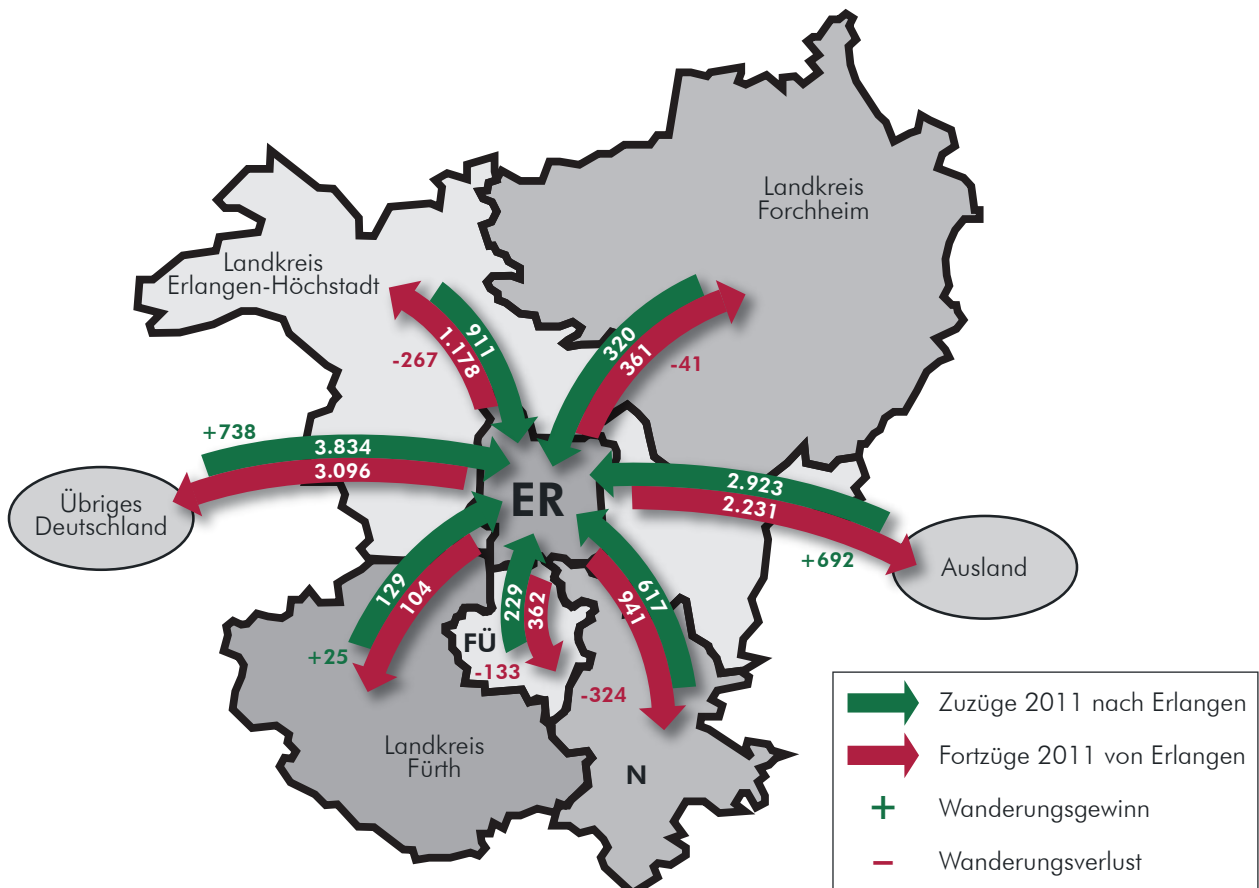 Landkreis
Forchheim
Landkreis
Erlangen-Höchstadt
911
1.178
-267
320
361
-41
+738
3.834
3.096
Übriges
Deutschland
ER
2.923
2.231
+692
Ausland
129
104
+25
229
362
FÜ
-133
617
941
-324
Landkreis
Fürth
N
Zuzüge 2011 nach Erlangen
Fortzüge 2011 von Erlangen
+ Wanderungsgewinn
– Wanderungsverlust